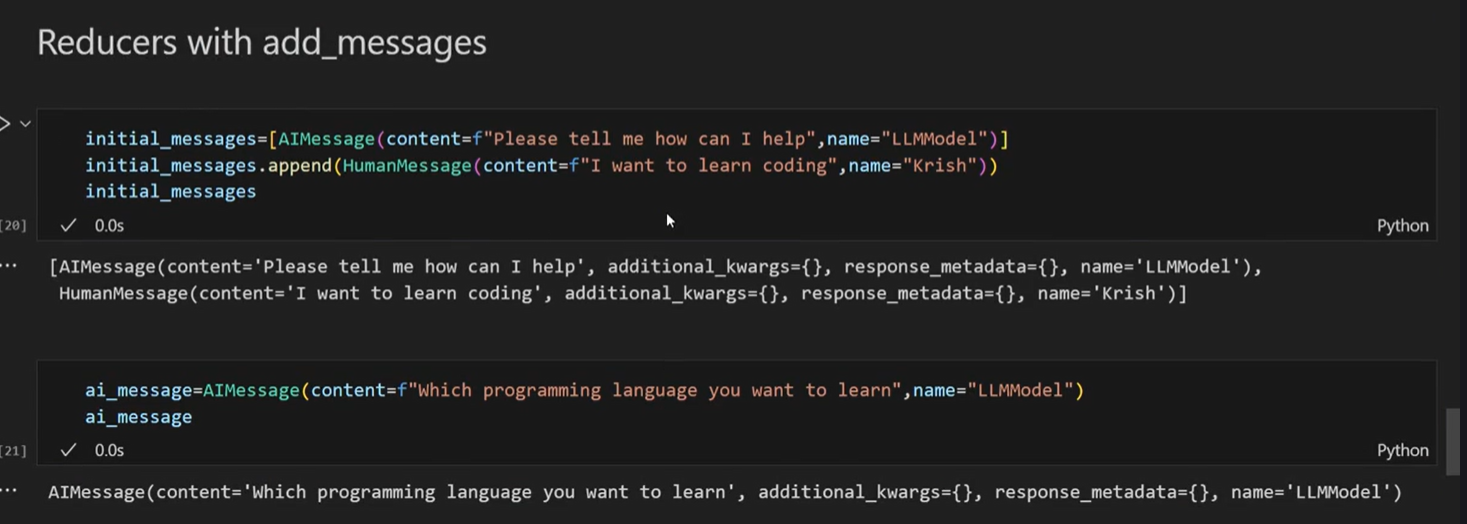 Reducers with add_messages
initial_messages=[AIMessage(content=f"Please tell me how can I help",name="LLMModel")]
initial_messages.append(HumanMessage(content=f"I want to learn coding",name="Krish"))
initial_messages
[20]
0.0s
Python
[AIMessage(content='Please tell me how can I help', additional_kwargs={}, response_metadata={}, name='LLMModel'),
HumanMessage(content='I want to learn coding', additional_kwargs={}, response_metadata={}, name='Krish')]
ai_message=AIMessage(content=f"Which programming language you want to learn",name="LLMModel")
ai_message
[21]
0.0s
Python
AIMessage(content='Which programming language you want to learn', additional_kwargs={}, response_metadata={}, name='LLMModel')